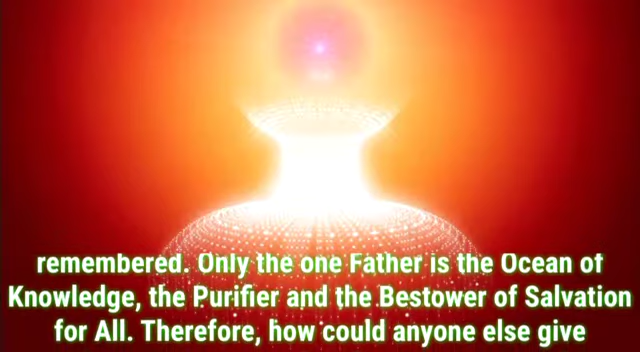 remembered. Only the one Father is the Ocean of
Knowledge, the Purifier and the Bestower of Salvation
for All. Therefore, how could anyone else give